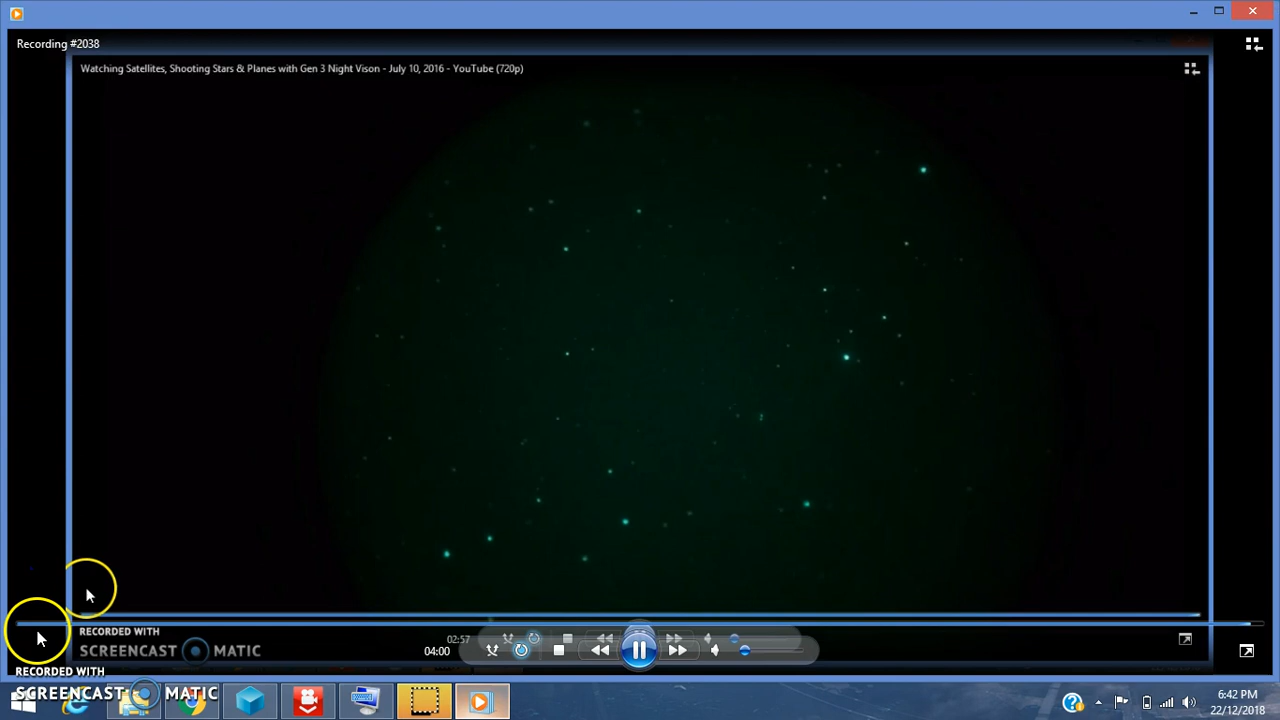 Recording #2038
Watching Satellites, Shooting Stars & Planes with Gen 3 Night Vison - July 10, 2016 - YouTube (720p)
RECORDED WITH
SCREENCAST MATIC
02:57
04:00
RECORDED WITH
SCREENCAST MATIC
6:42 PM
22/12/2018